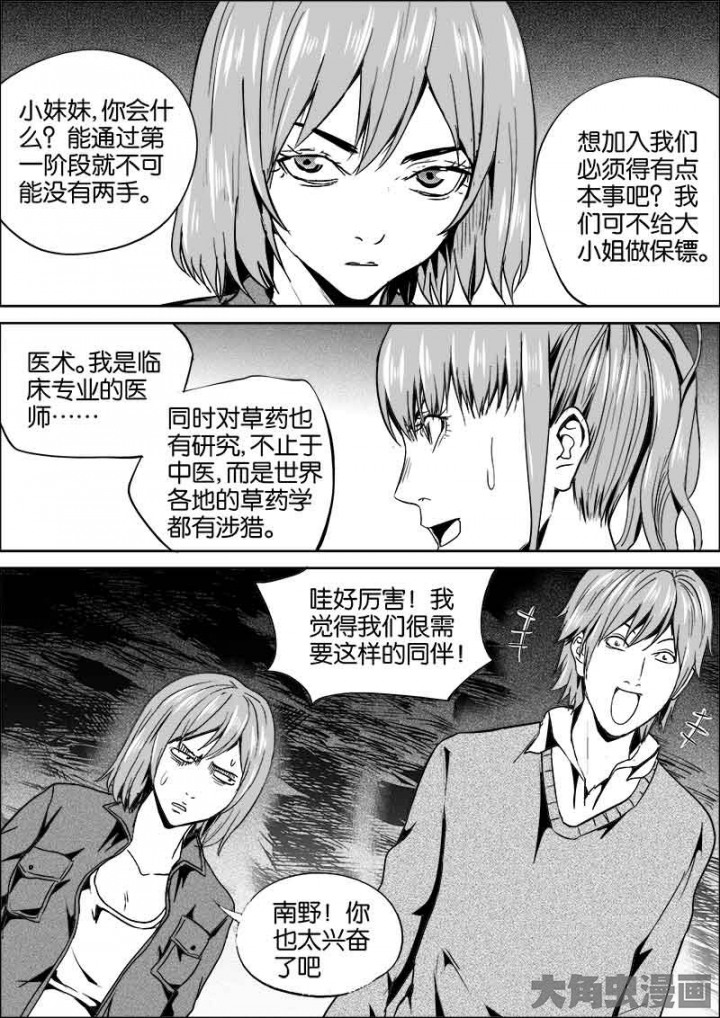 小妹妹,你会什
么？能通过第
一阶段就不可
能没有两手。
想加入我们
必须得有点
本事吧？我
们可不给大
小姐做保镖。
医术。我是临
床专业的医
师……
同时对草药也
有研究,不止于
中医,而是世界
各地的草药学
都有涉猎。
哇好厉害！我
觉得我们很需
要这样的同伴！
南野！你
也太兴奋
了吧
大角虫漫画